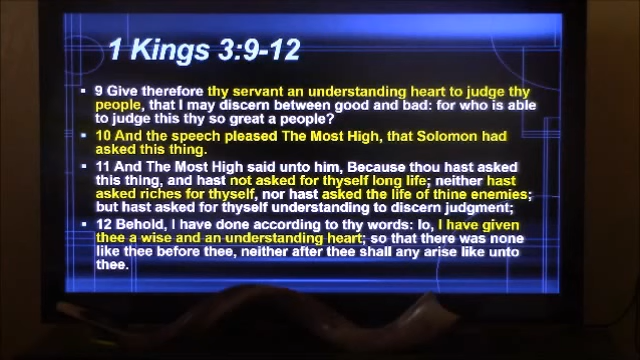 1 Kings 3:9-12
▪ 9 Give therefore thy servant an understanding heart to judge thy
people, that I may discern between good and bad: for who is able
to judge this thy so great a people?
▪ 10 And the speech pleased The Most High, that Solomon had
asked this thing.
▪ 11 And The Most High said unto him, Because thou hast asked
this thing, and hast not asked for thyself long life; neither hast
asked riches for thyself, nor hast asked the life of thine enemies;
but hast asked for thyself understanding to discern judgment;
▪ 12 Behold, I have done according to thy words: lo, I have given
thee a wise and an understanding heart; so that there was none
like thee before thee, neither after thee shall any arise like unto
thee.